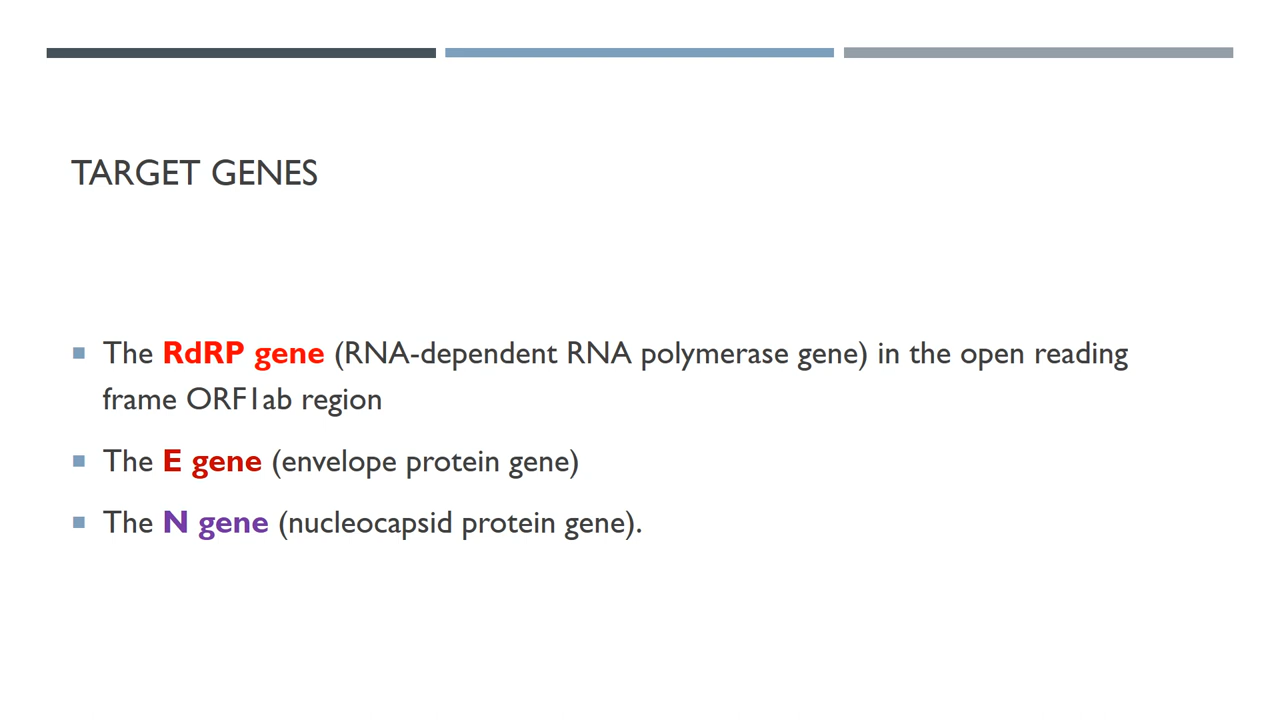 TARGET GENES
The RdRP gene (RNA-dependent RNA polymerase gene) in the open reading
frame ORF1ab region
The E gene (envelope protein gene)
The N gene (nucleocapsid protein gene).